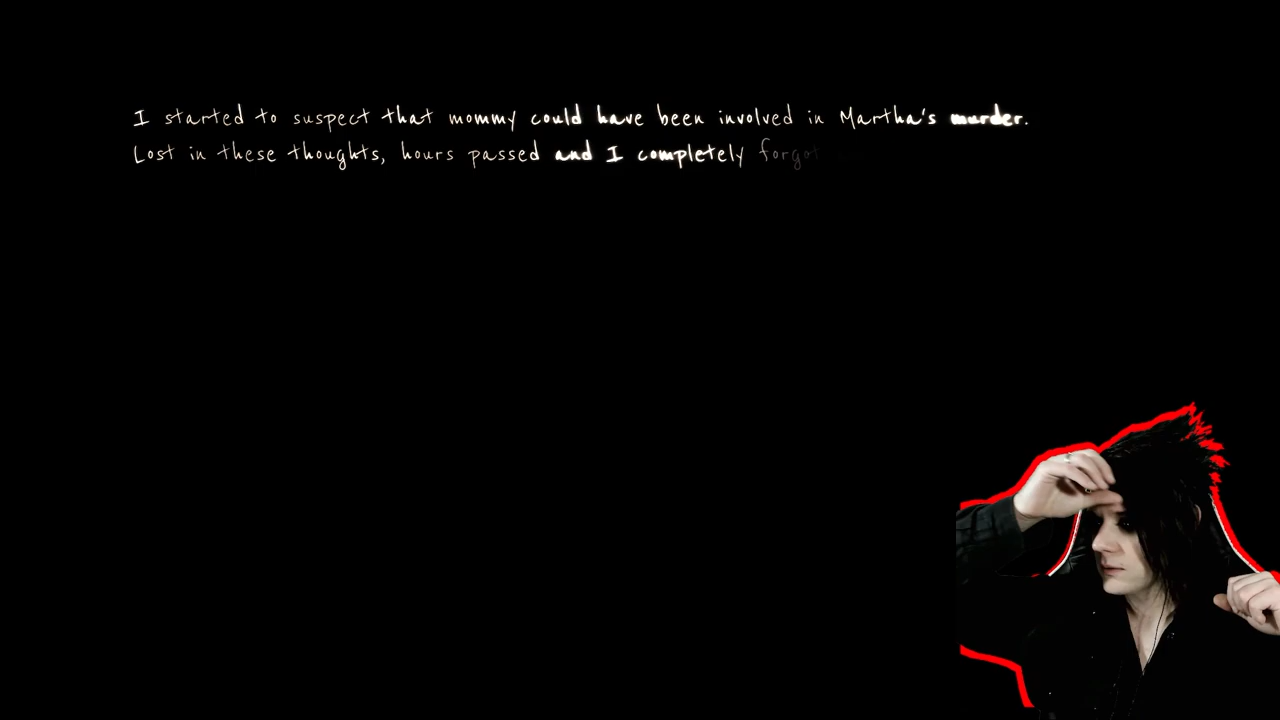 I started to suspect that mommy could have been involved in Martha's murder.
Lost in these thoughts, hours passed and I completely forgot